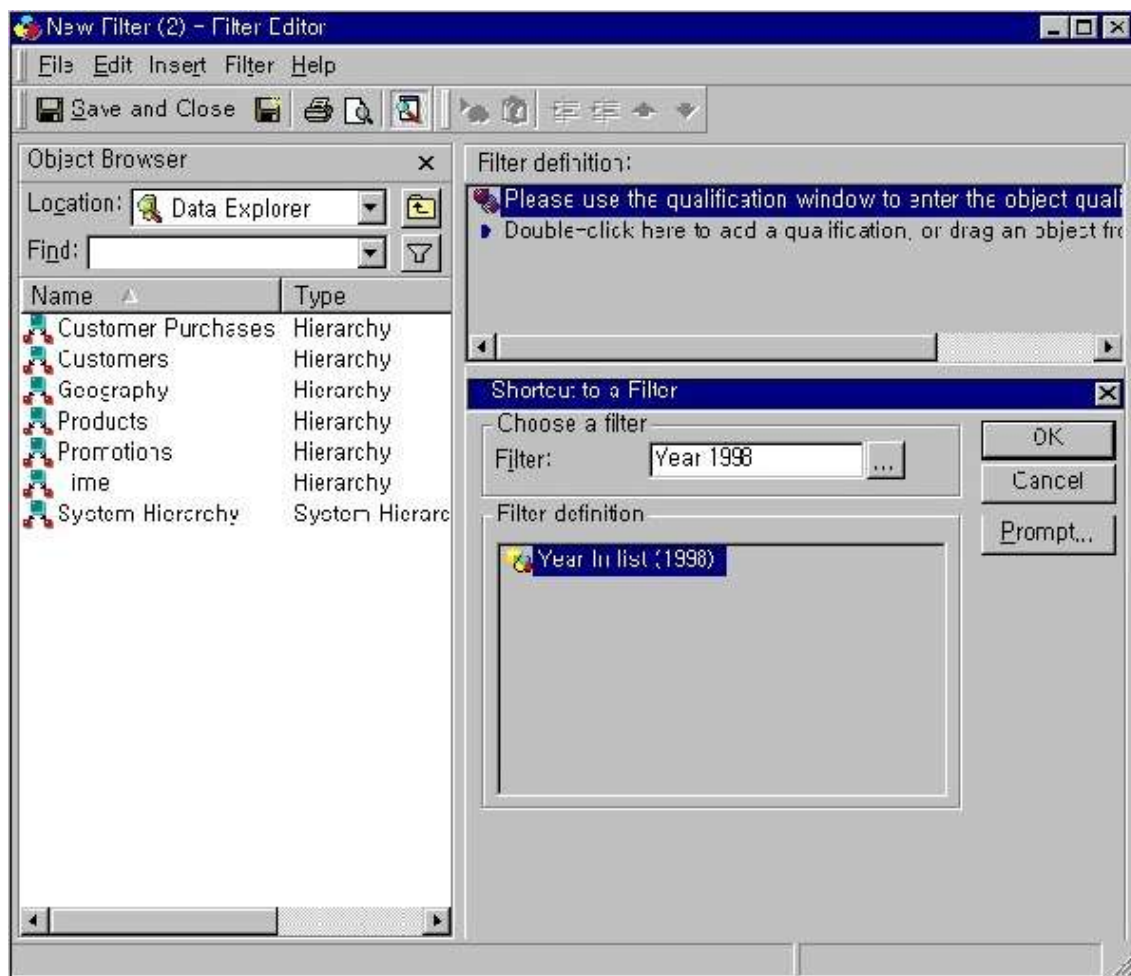 New Filter (2) - Filter Editor
File Edit Insert Filter Help
Save and Close
Object Browser
Location: Data Explorer
Find:
Name Type
Customer Purchases Hierarchy
Customers Hierarchy
Geography Hierarchy
Products Hierarchy
Promotions Hierarchy
ime Hierarchy
System Hierarchy System Hierarc
Filter definition:
Please use the qualification window to enter the object quali
Double-click here to add a qualification, or drag an object fro
Shortcut to a Filter
Choose a filter
Filter: Year 1998 ...
Filter definition
Year In list (1998)
OK
Cancel
Prompt...